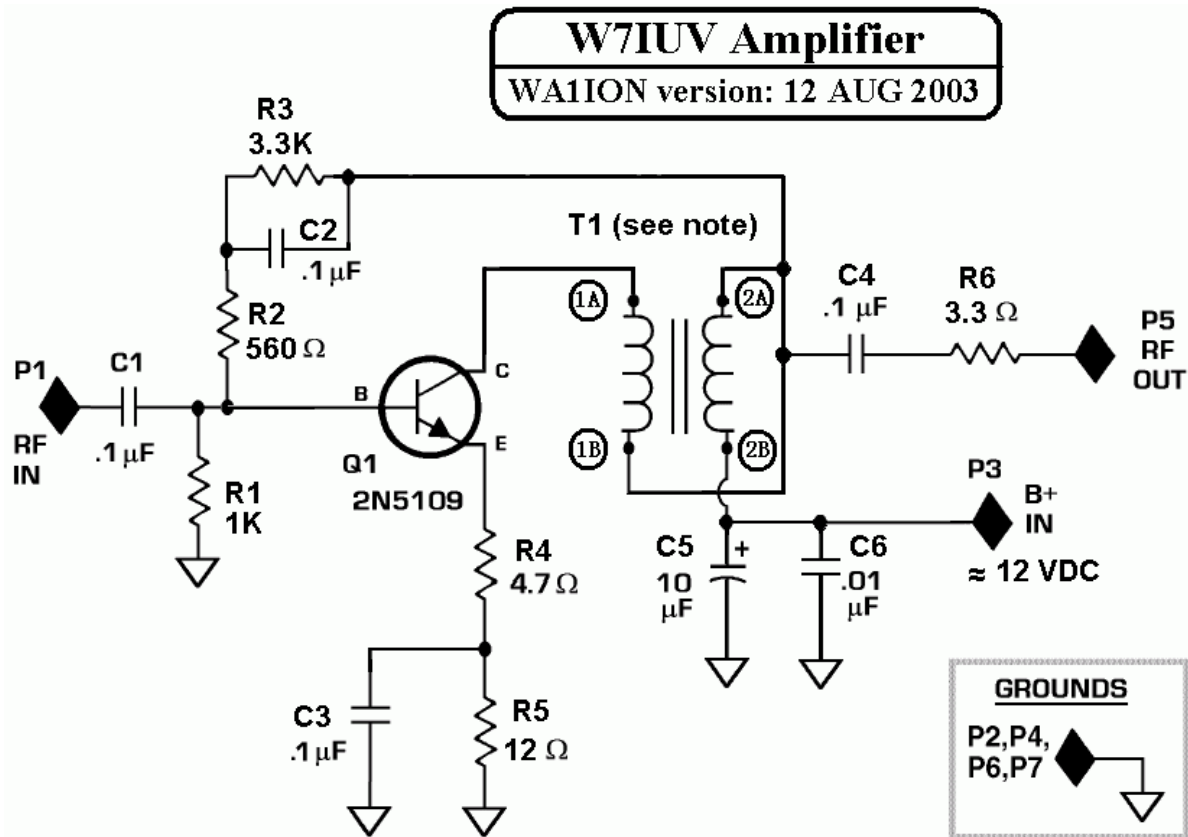 W7IUV Amplifier
WA1ION version: 12 AUG 2003
R3
3.3K
C2
.1 µF
T1 (see note)
1A
2A
C4
.1 µF
R6
3.3 Ω
P5
RF
OUT
R2
560 Ω
P1
C1
RF
IN
.1 µF
B
C
E
Q1
2N5109
1B
2B
R1
1K
P3
B+
IN
≈ 12 VDC
R4
4.7 Ω
C5
+
10
µF
C6
.01
µF
C3
.1 µF
R5
12 Ω
GROUNDS
P2,P4,
P6,P7